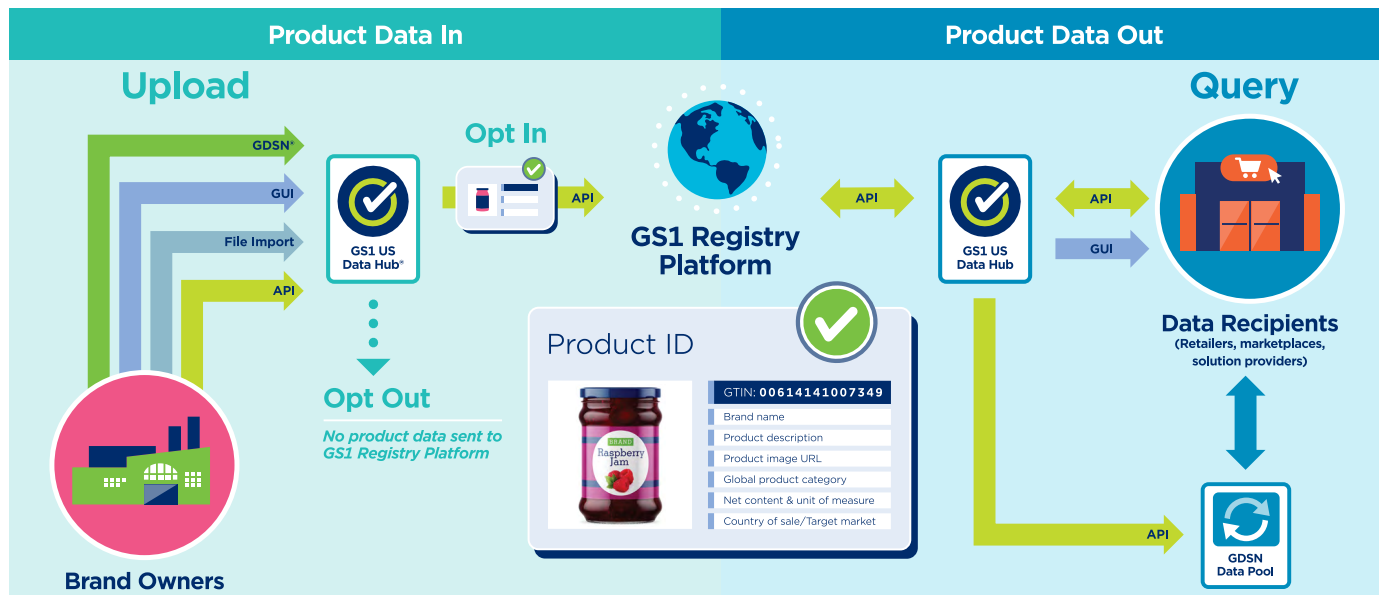 Product Data In
Product Data Out
Upload
Query
GDSN*
GUI
File Import
API
GS1 US
Data Hub®
Opt In
API
GS1 Registry
Platform
API
GS1 US
Data Hub
API
GUI
Data Recipients
(Retailers, marketplaces,
solution providers)
Opt Out
No product data sent to
GS1 Registry Platform
Brand Owners
Product ID
BRAND
Raspberry
Jam
GTIN: 00614141007349
Brand name
Product description
Product image URL
Global product category
Net content & unit of measure
Country of sale/Target market
API
GDSN
Data Pool